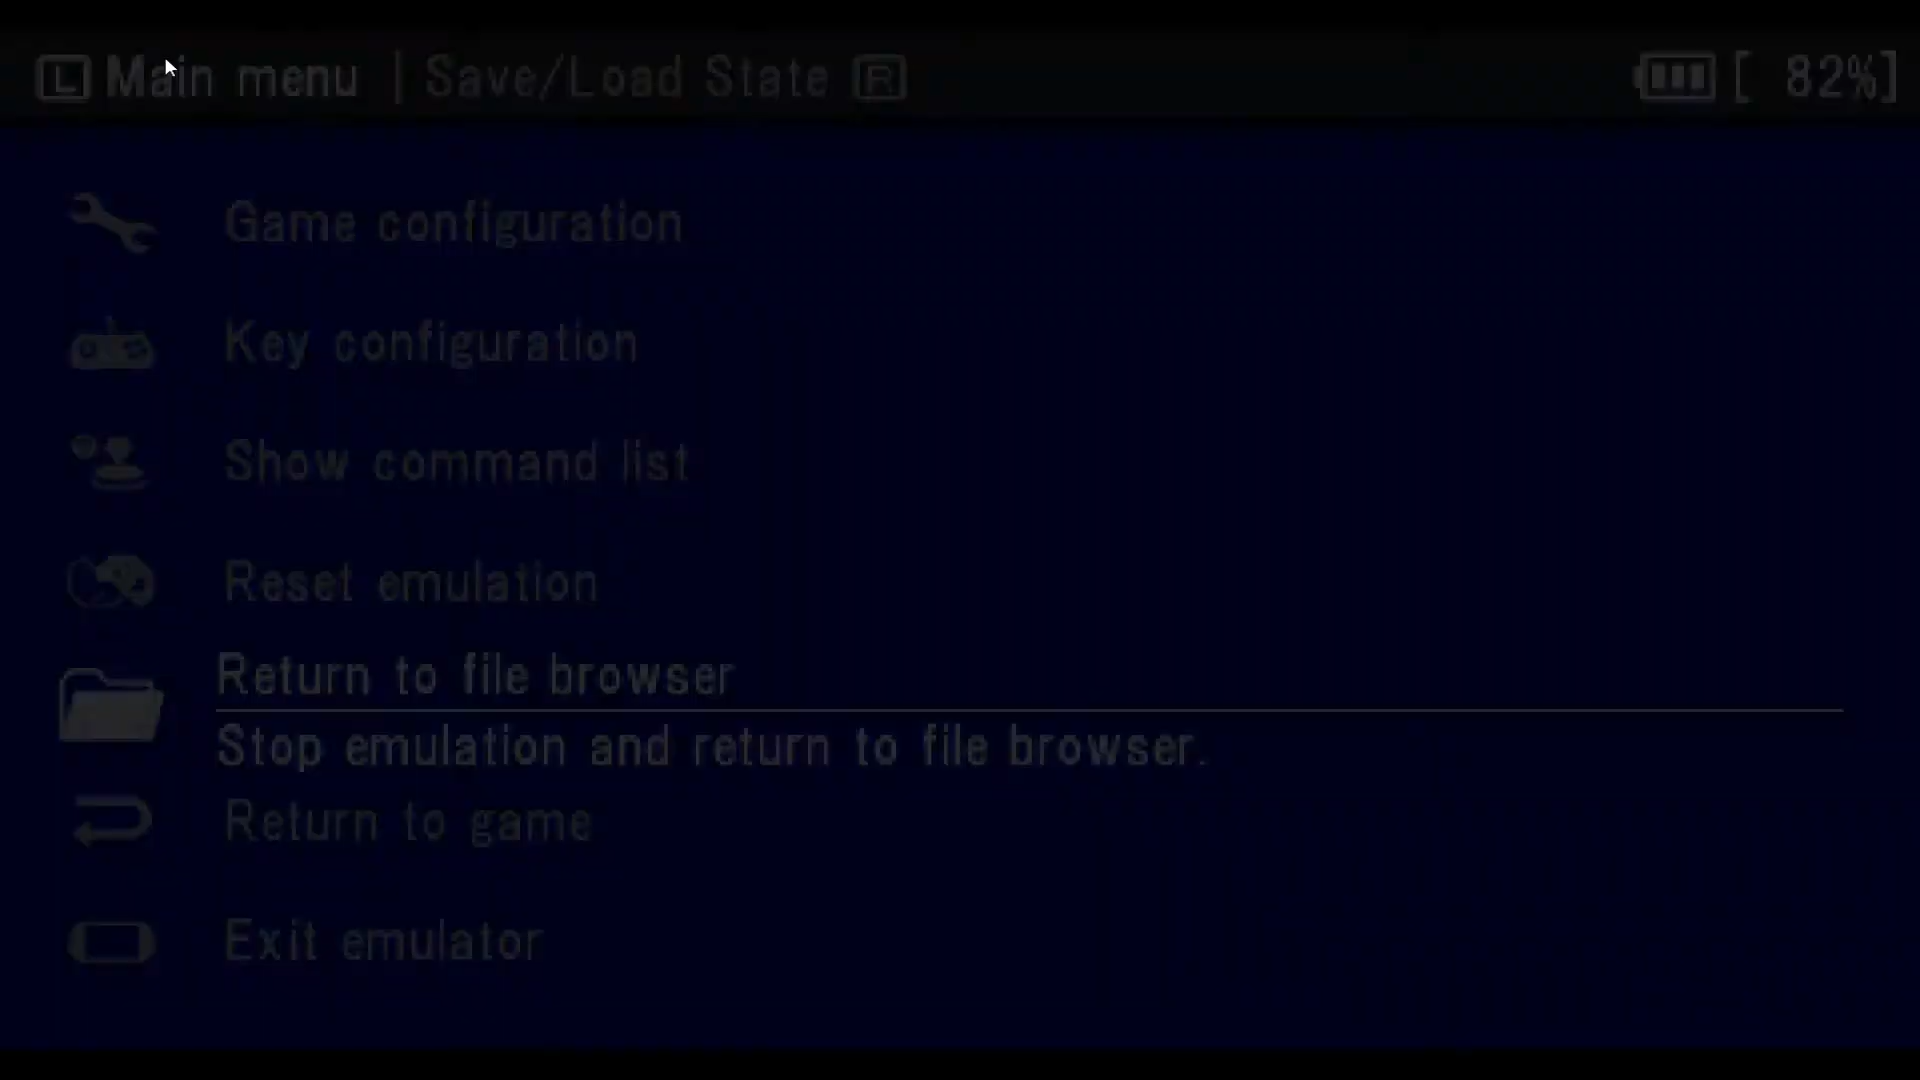 L Main menu | Save/Load State R [ 82%]
Game configuration
Key configuration
Show command list
Reset emulation
Return to file browser
Stop emulation and return to file browser.
Return to game
Exit emulator